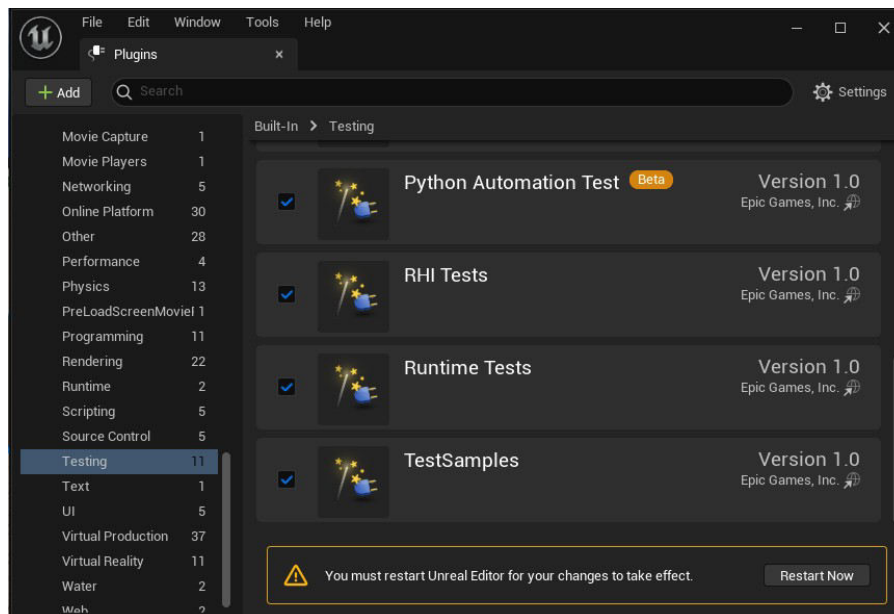 File Edit Window Tools Help
Plugins
Add
Search
Settings
Built-In > Testing
Movie Capture 1
Movie Players 1
Networking 5
Online Platform 30
Other 28
Performance 4
Physics 13
PreLoadScreenMovie 1
Programming 11
Rendering 22
Runtime 2
Scripting 5
Source Control 5
Testing 11
Text 1
UI 5
Virtual Production 37
Virtual Reality 11
Water 2
Web 2
Python Automation Test Beta
Version 1.0
Epic Games, Inc.
RHI Tests
Version 1.0
Epic Games, Inc.
Runtime Tests
Version 1.0
Epic Games, Inc.
TestSamples
Version 1.0
Epic Games, Inc.
You must restart Unreal Editor for your changes to take effect.
Restart Now